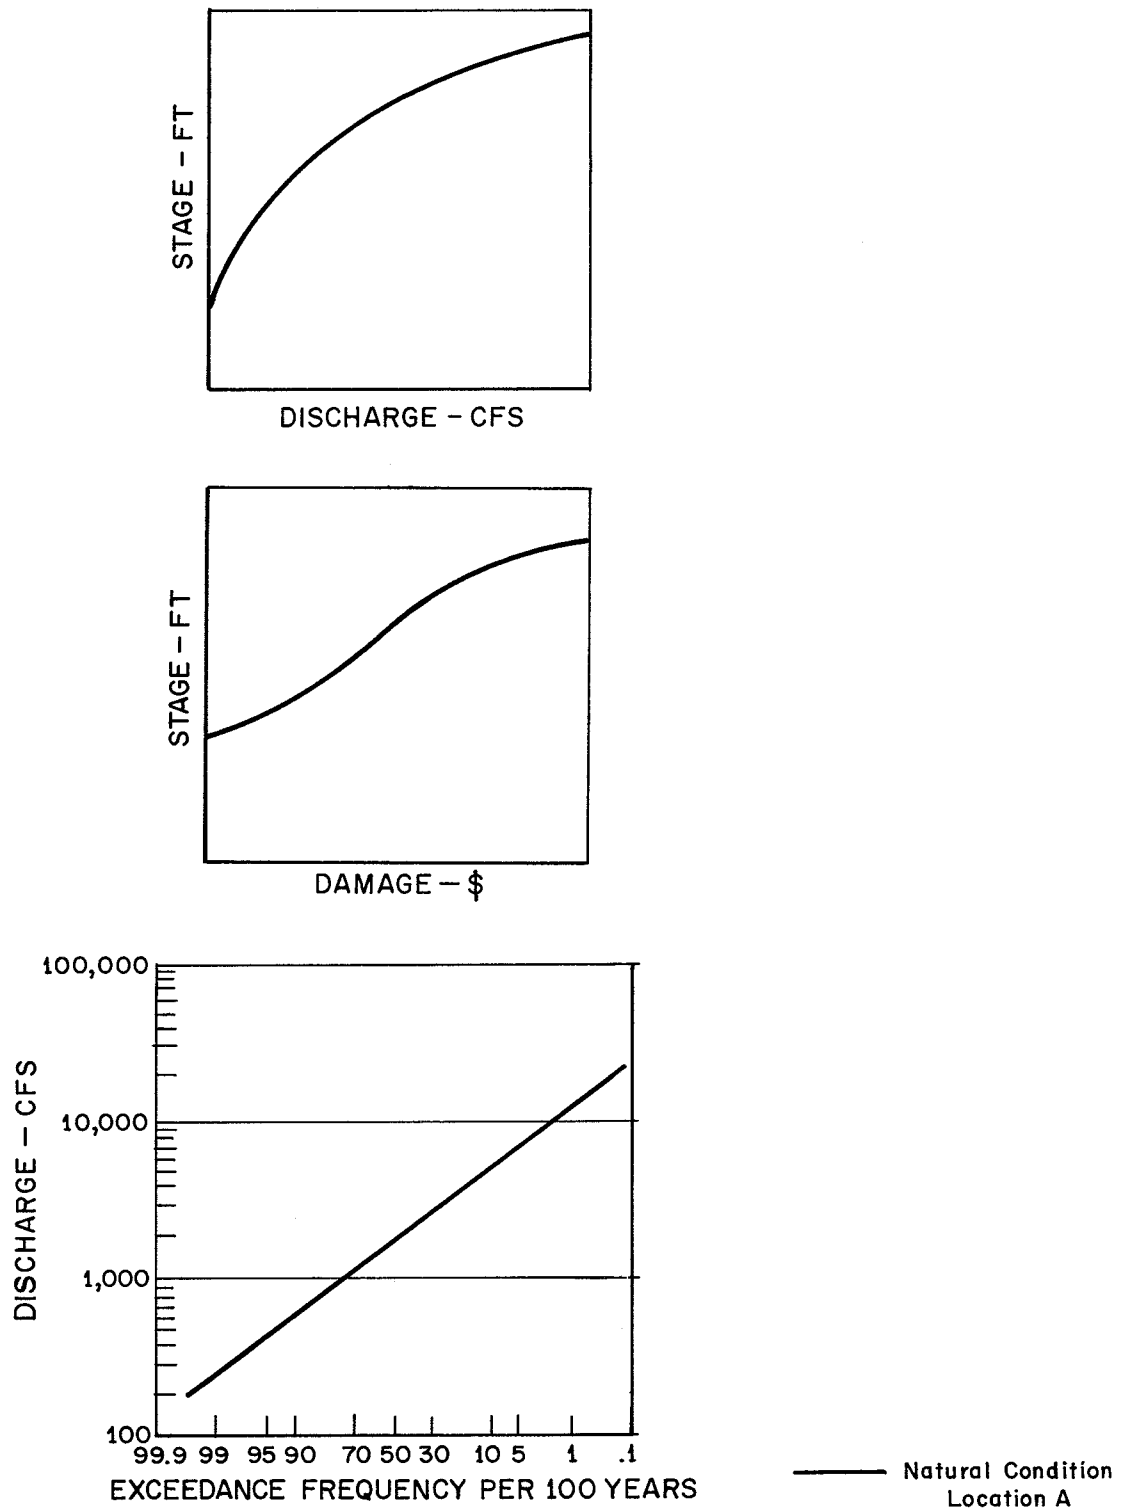 STAGE – FT
DISCHARGE – CFS
STAGE – FT
DAMAGE – $
DISCHARGE – CFS
100,000
10,000
1,000
100
99.9 99 95 90 70 50 30 10 5 1 .1
EXCEEDANCE FREQUENCY PER 100 YEARS
Natural Condition
Location A